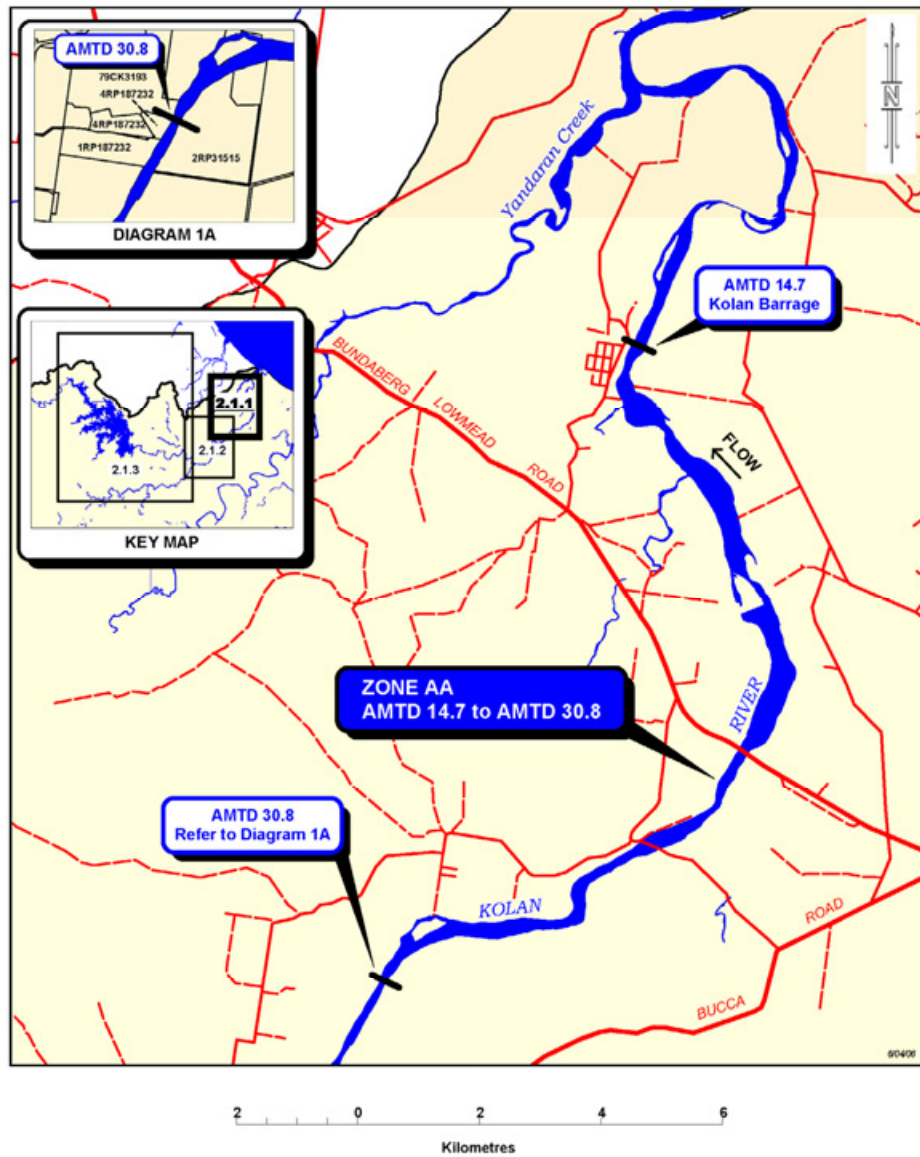 AMTD 30.8
79CK3193
4RP187232
4RP187232
1RP187232
2RP31515
DIAGRAM 1A
N
Yandaran Creek
AMTD 14.7
Kolan Barrage
2.1.1
2.1.2
2.1.3
KEY MAP
BUNDABERG
LOWMEAD
ROAD
FLOW
ZONE AA
AMTD 14.7 to AMTD 30.8
RIVER
AMTD 30.8
Refer to Diagram 1A
KOLAN
ROAD
BUCCA
6/04/06
2 0 2 4 6
Kilometres